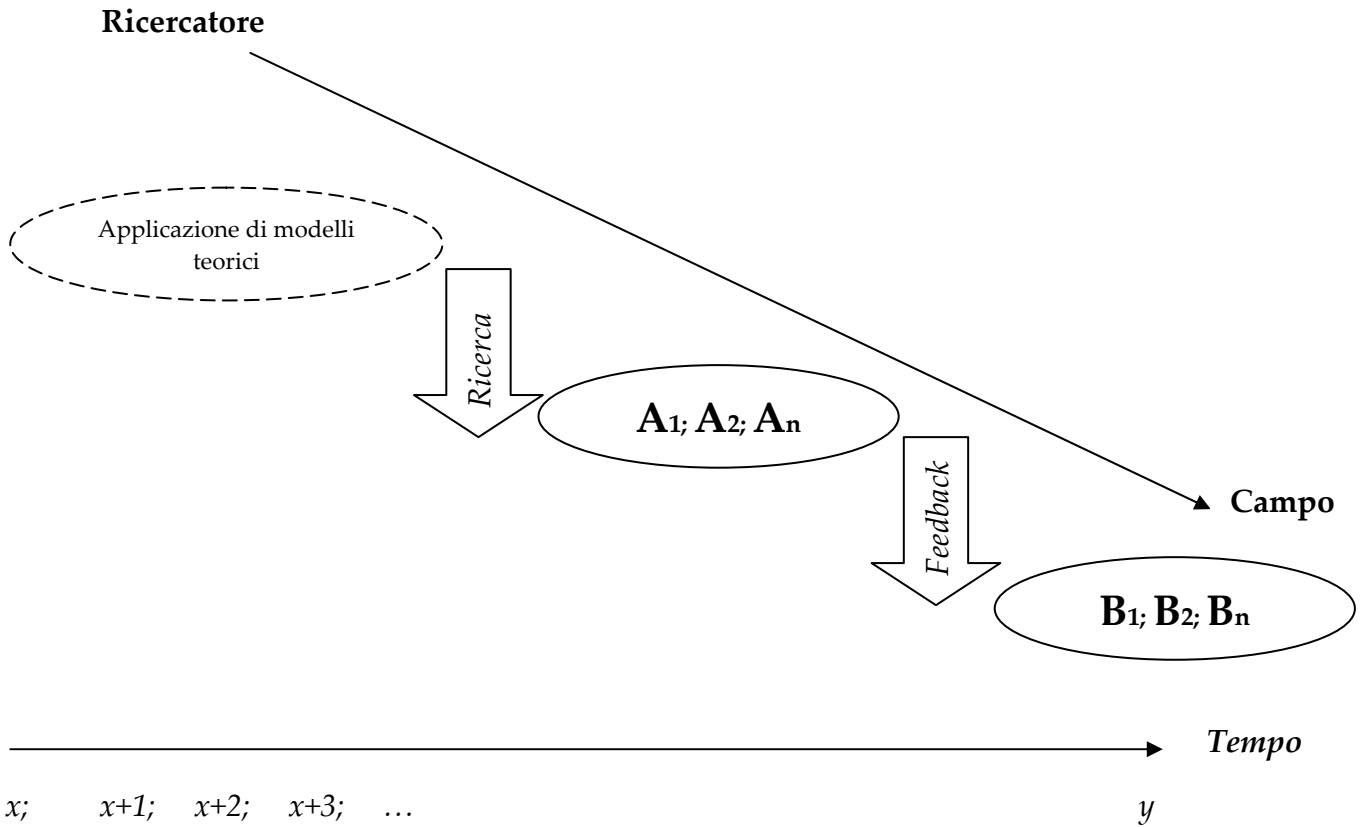 Ricercatore
Applicazione di modelli
teorici
Ricerca
A1; A2; An
Feedback
Campo
B1; B2; Bn
Tempo
x; x+1; x+2; x+3; … y